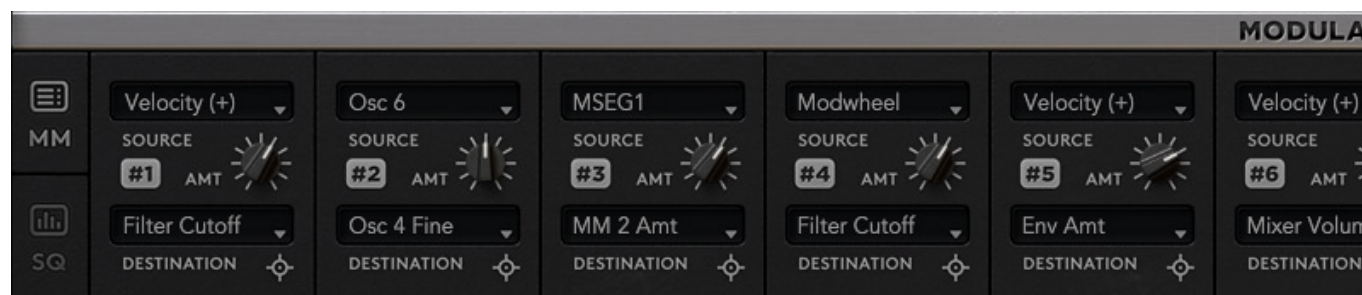 MODULA
MM
SQ
Velocity (+)
SOURCE
#1 AMT
Filter Cutoff
DESTINATION
Osc 6
SOURCE
#2 AMT
Osc 4 Fine
DESTINATION
MSEG1
SOURCE
#3 AMT
MM 2 Amt
DESTINATION
Modwheel
SOURCE
#4 AMT
Filter Cutoff
DESTINATION
Velocity (+)
SOURCE
#5 AMT
Env Amt
DESTINATION
Velocity (+)
SOURCE
#6 AMT
Mixer Volum
DESTINATION